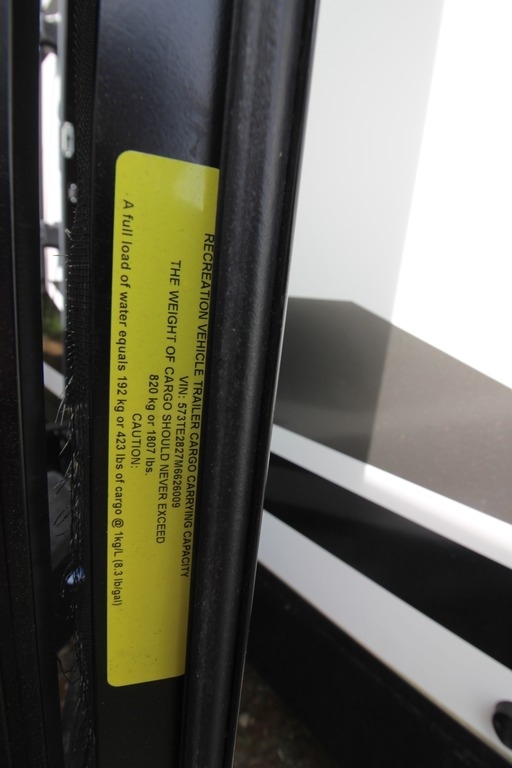 RECREATION VEHICLE TRAILER CARGO CARRYING CAPACITY
VIN: 573TE2827M6626009
THE WEIGHT OF CARGO SHOULD NEVER EXCEED
820 kg or 1807 lbs.
CAUTION:
A full load of water equals 192 kg or 423 lbs of cargo @ 1kg/L (8.3 lb/gal)